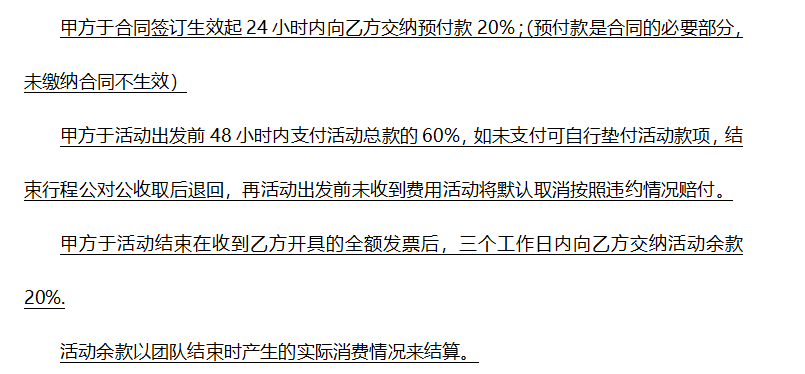 甲方于合同签订生效起 24 小时内向乙方交纳预付款 20%；(预付款是合同的必要部分，
未缴纳合同不生效）
甲方于活动出发前 48 小时内支付活动总款的 60%，如未支付可自行垫付活动款项，结
束行程公对公收取后退回，再活动出发前未收到费用活动将默认取消按照违约情况赔付。
甲方于活动结束在收到乙方开具的全额发票后，三个工作日内向乙方交纳活动余款
20%.
活动余款以团队结束时产生的实际消费情况来结算。